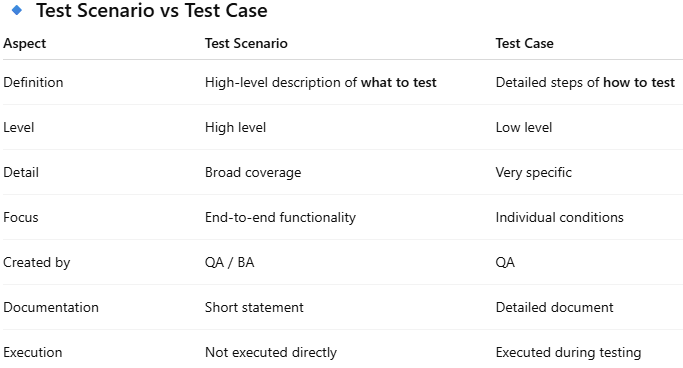 Test Scenario vs Test Case
Aspect Test Scenario Test Case
Definition High-level description of what to test Detailed steps of how to test
Level High level Low level
Detail Broad coverage Very specific
Focus End-to-end functionality Individual conditions
Created by QA / BA QA
Documentation Short statement Detailed document
Execution Not executed directly Executed during testing